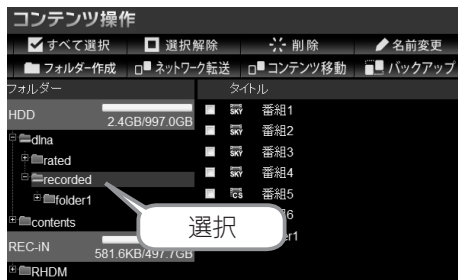 コンテンツ操作
すべて選択 選択解除 削除 名前変更
フォルダー作成 ネットワーク転送 コンテンツ移動 バックアップ
フォルダー タイトル
HDD
2.4GB/997.0GB
dlna
rated
recorded
folder1
contents
REC-iN
581.6KB/497.7GB
RHDM
SKY 番組1
SKY 番組2
SKY 番組3
SKY 番組4
CS 番組5
6
er1
選択